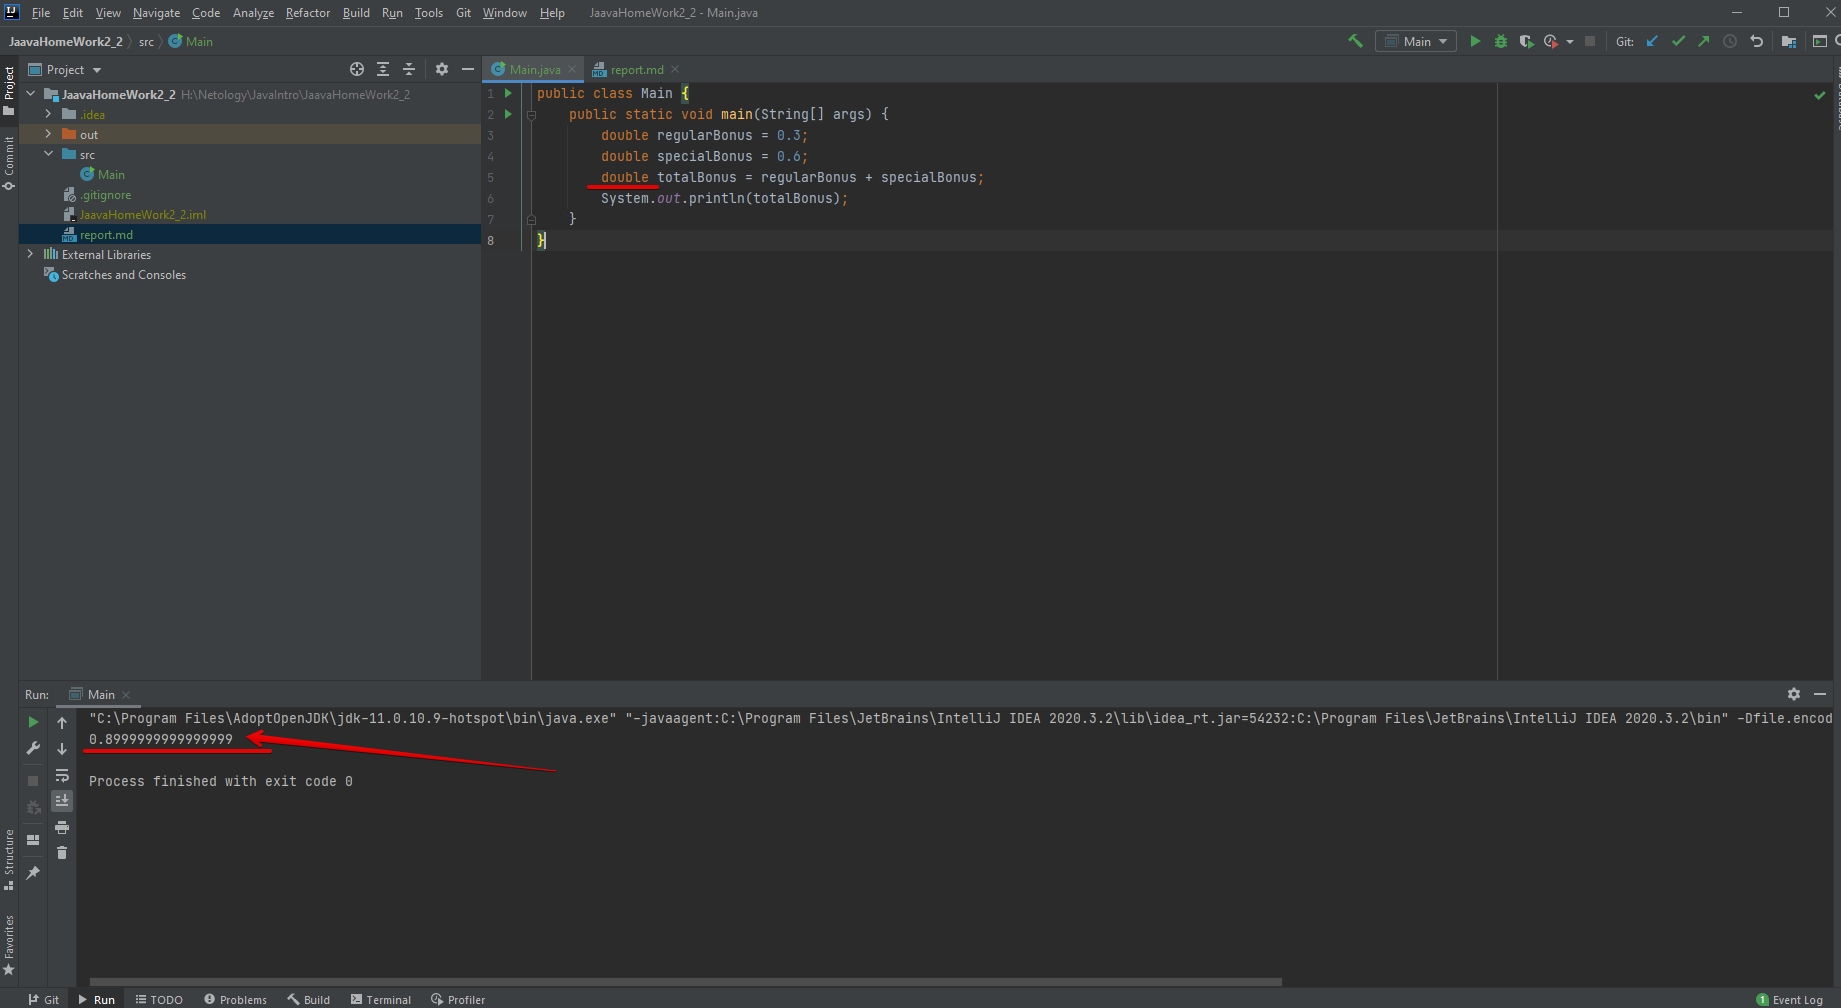 File Edit View Navigate Code Analyze Refactor Build Run Tools Git Window Help JaavaHomeWork2_2 - Main.java
JaavaHomeWork2_2 src Main
Main
Git:
Project
Main.java
report.md
Project
Commit
JaavaHomeWork2_2 H:\Netology\JavaIntro\JaavaHomeWork2_2
.idea
out
src
Main
.gitignore
JaavaHomeWork2_2.iml
report.md
External Libraries
Scratches and Consoles
1 public class Main {
2 public static void main(String[] args) {
3 double regularBonus = 0.3;
4 double specialBonus = 0.6;
5 double totalBonus = regularBonus + specialBonus;
6 System.out.println(totalBonus);
7 }
8 }
Run: Main
"C:\Program Files\AdoptOpenJDK\jdk-11.0.10.9-hotspot\bin\java.exe" "-javaagent:C:\Program Files\JetBrains\IntelliJ IDEA 2020.3.2\lib\idea_rt.jar=54232:C:\Program Files\JetBrains\IntelliJ IDEA 2020.3.2\bin" -Dfile.encod
0.8999999999999999
Process finished with exit code 0
Structure
Favorites
Git Run TODO Problems Build Terminal Profiler
1 Event Log